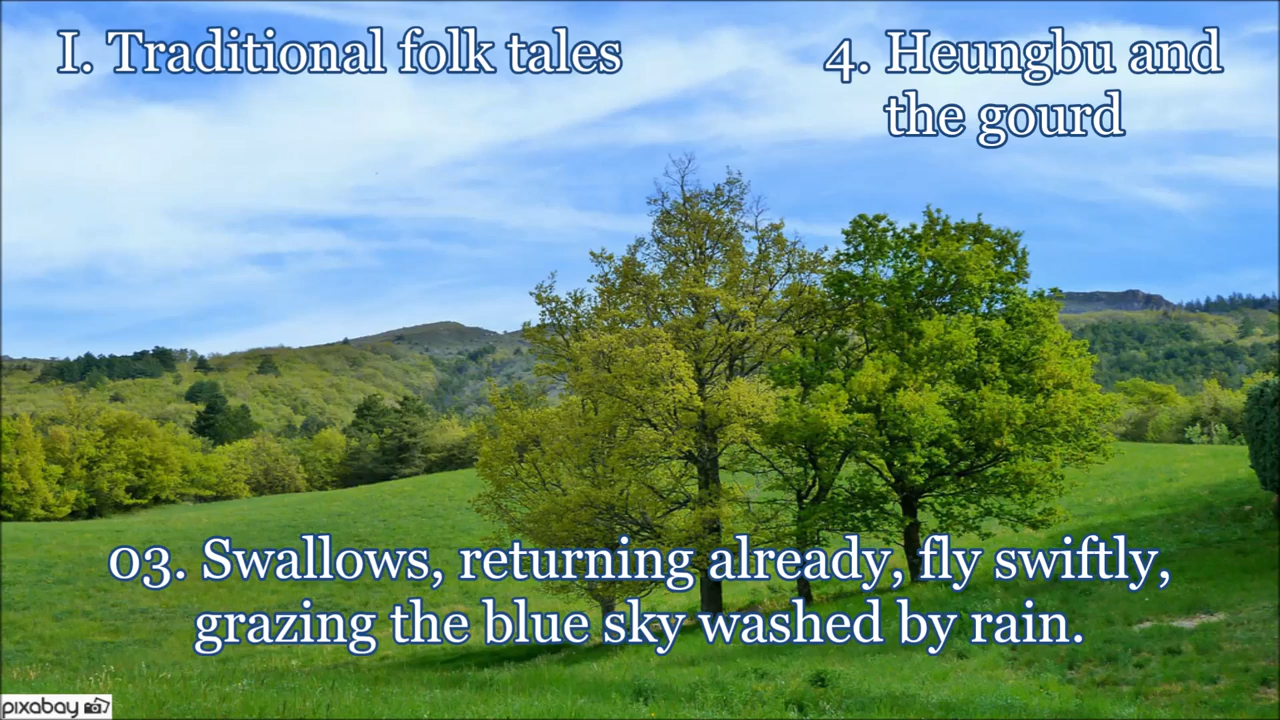 I. Traditional folk tales
4. Heungbu and
the gourd
03. Swallows, returning already, fly swiftly,
grazing the blue sky washed by rain.
pixabay